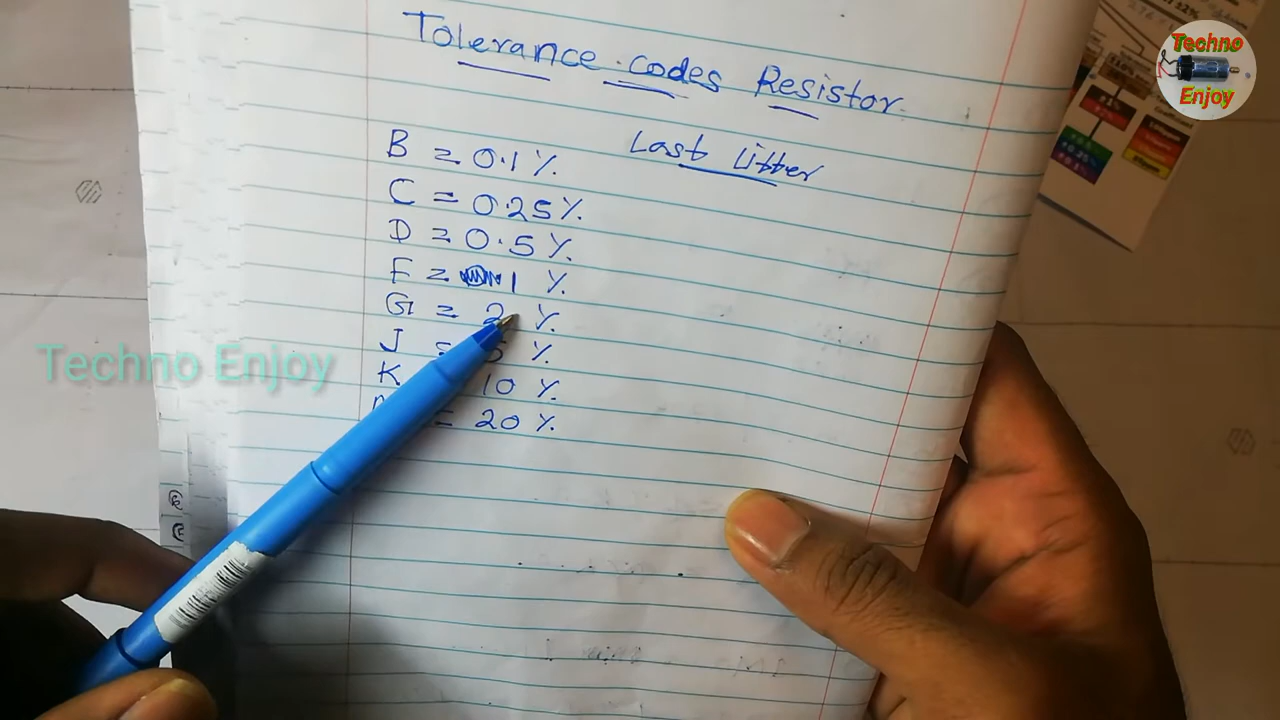 Tolerance codes Resistor
Last Litter
B = 0.1 %
C = 0.25 %
D = 0.5 %
F = 1 %
G = 2 %
J = 5 %
K 10 %
= 20 %
Techno Enjoy
Techno
Enjoy